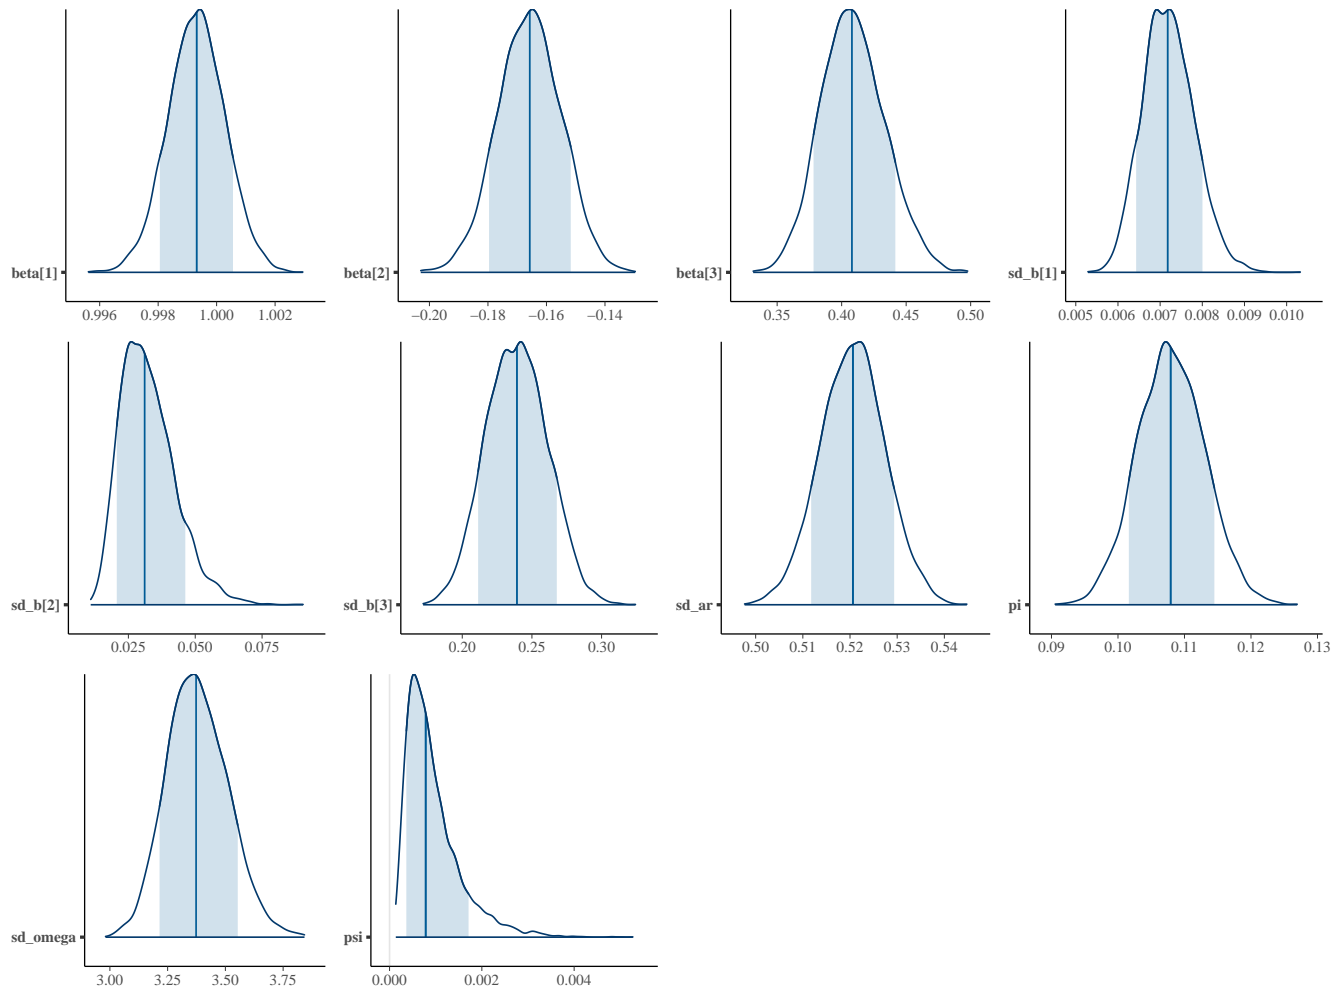 beta[1] beta[2] beta[3] sd_b[1]
0.996 0.998 1.000 1.002 −0.20 −0.18 −0.16 −0.14 0.35 0.40 0.45 0.50 0.005 0.006 0.007 0.008 0.009 0.010
sd_b[2] sd_b[3] sd_ar pi
0.025 0.050 0.075 0.20 0.25 0.30 0.50 0.51 0.52 0.53 0.54 0.09 0.10 0.11 0.12 0.13
sd_omega psi
3.00 3.25 3.50 3.75 0.000 0.002 0.004